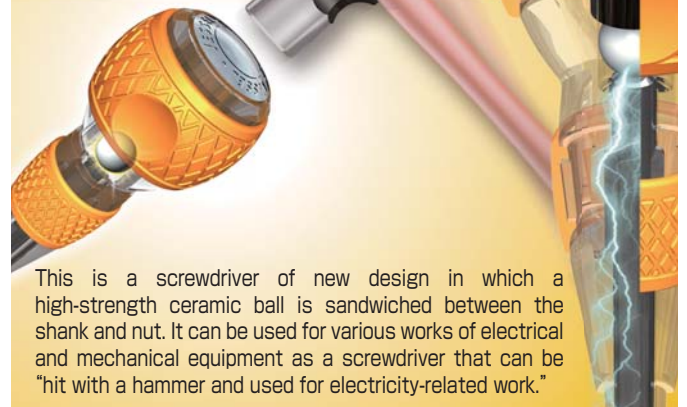 This is a screwdriver of new design in which a
high-strength ceramic ball is sandwiched between the
shank and nut. It can be used for various works of electrical
and mechanical equipment as a screwdriver that can be
“hit with a hammer and used for electricity-related work.”